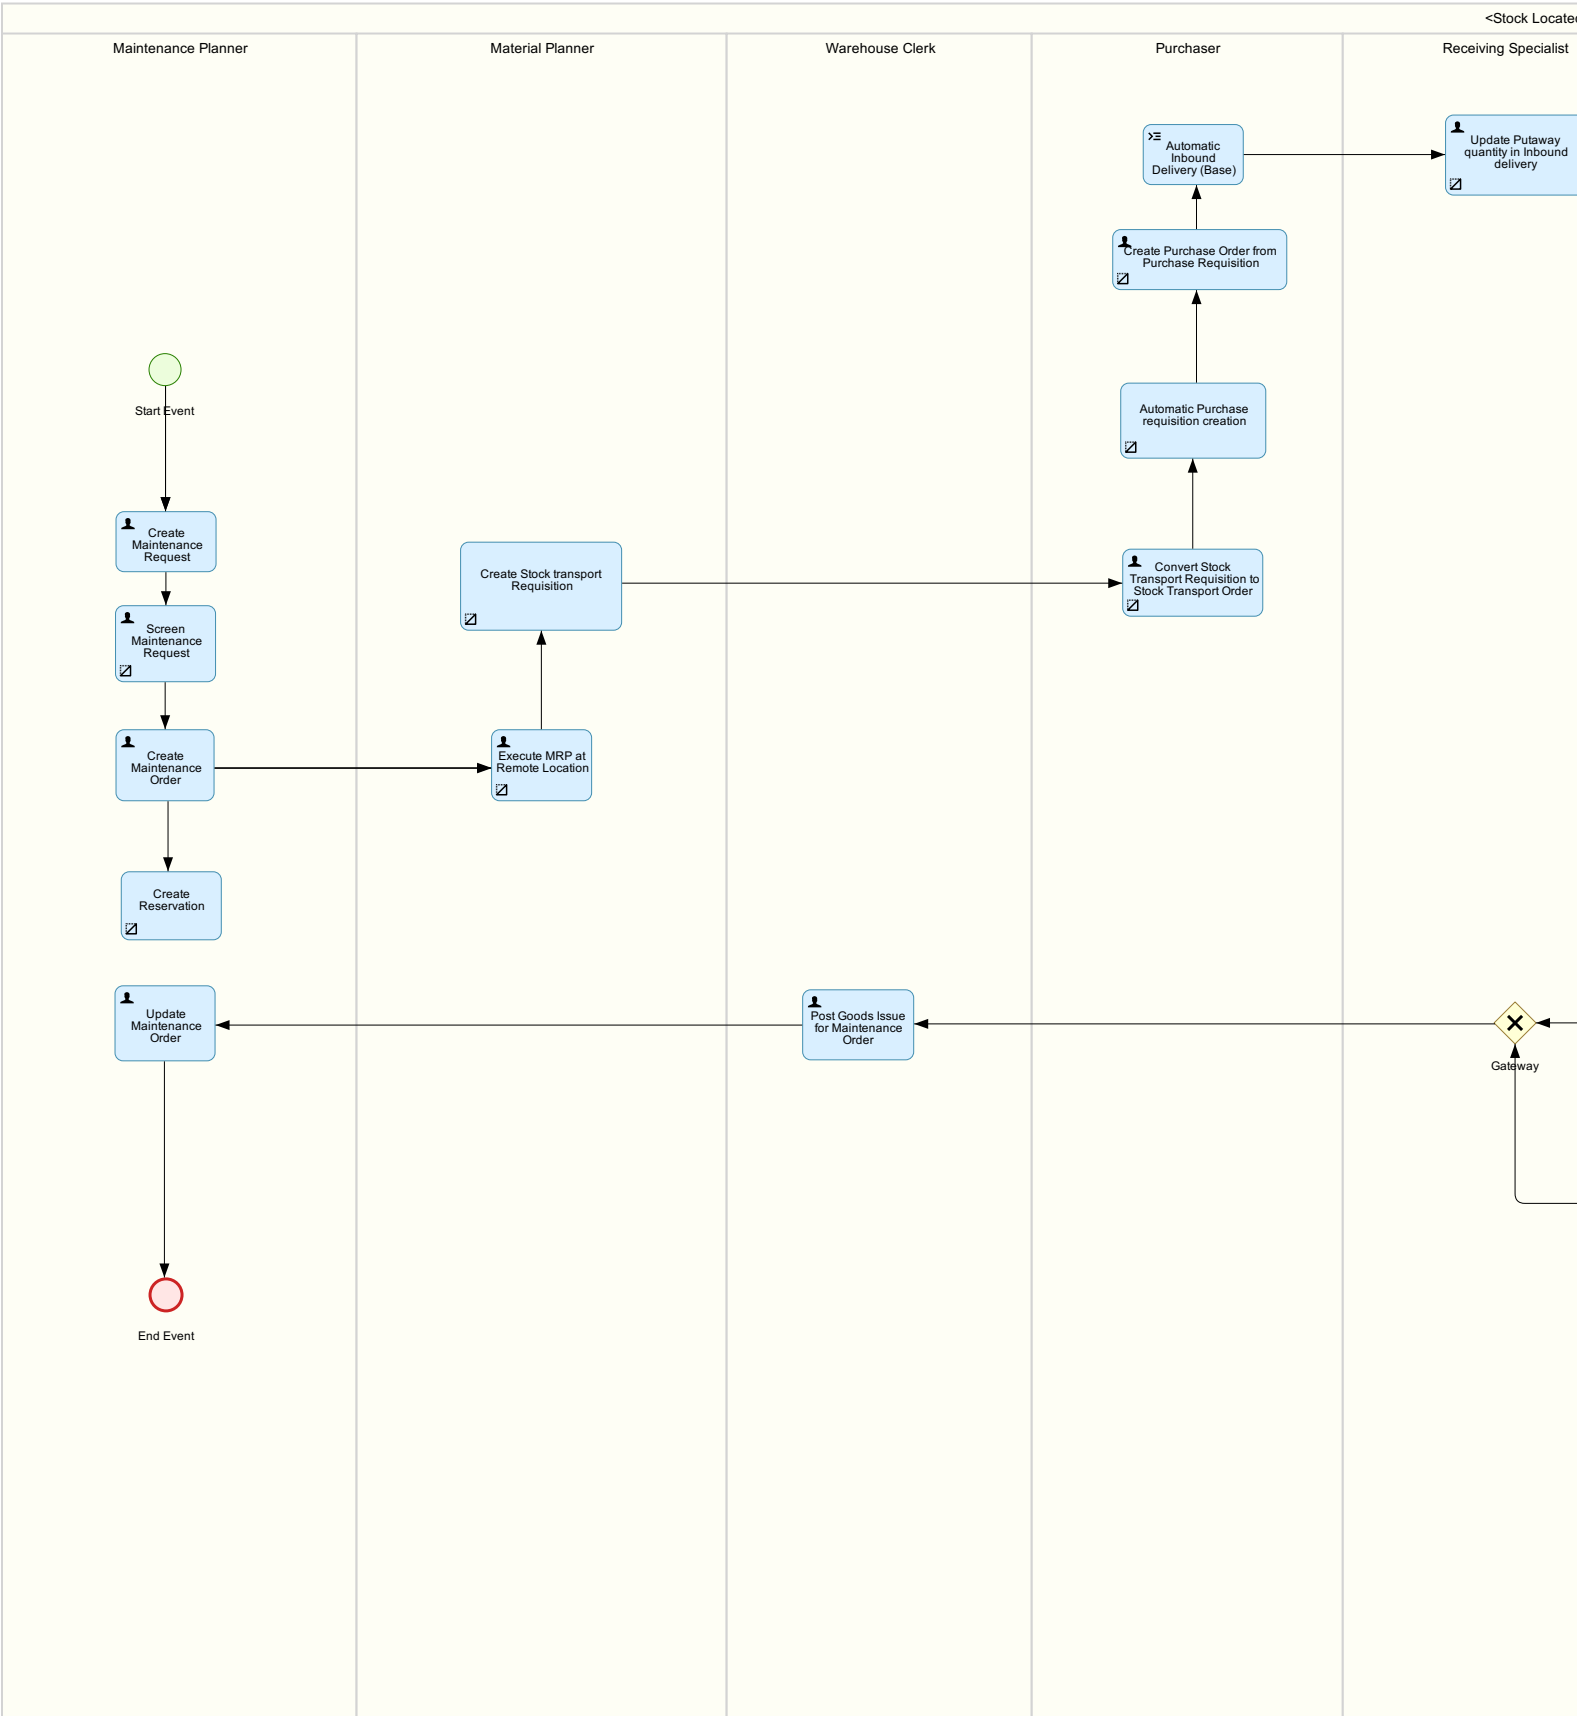 <Stock Located
Maintenance Planner
Material Planner
Warehouse Clerk
Purchaser
Receiving Specialist
Automatic
Inbound
Delivery (Base)
Update Putaway
quantity in Inbound
delivery
Create Purchase Order from
Purchase Requisition
Start Event
Automatic Purchase
requisition creation
Create
Maintenance
Request
Create Stock transport
Requisition
Convert Stock
Transport Requisition to
Stock Transport Order
Screen
Maintenance
Request
Create
Maintenance
Order
Execute MRP at
Remote Location
Create
Reservation
Update
Maintenance
Order
Post Goods Issue
for Maintenance
Order
Gateway
End Event